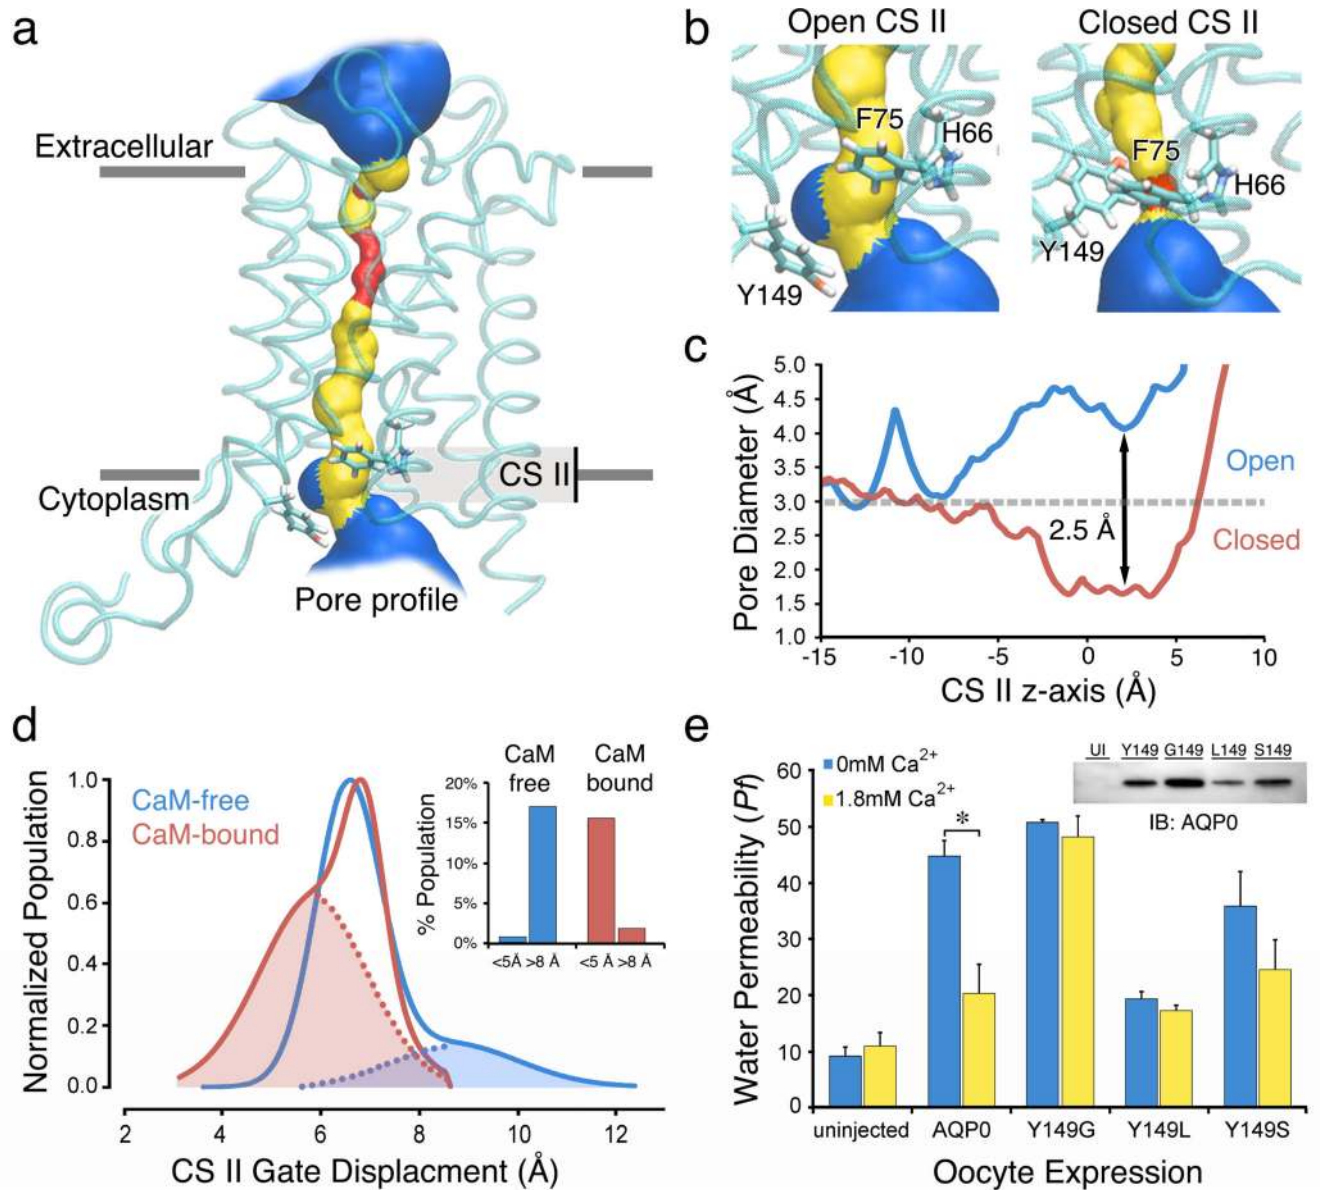 a
Extracellular
CS II
Cytoplasm
Pore profile
b
Open CS II
Closed CS II
F75
H66
Y149
F75
H66
Y149
c
Pore Diameter (Å)
5.0
4.5
4.0
3.5
3.0
2.5
2.0
1.5
1.0
2.5 Å
Open
Closed
-15
-10
-5
0
5
10
CS II z-axis (Å)
d
Normalized Population
1.0
0.8
0.6
0.4
0.2
0.0
CaM-free
CaM-bound
CaM
free
CaM
bound
% Population
20%
15%
10%
5%
0%
<5Å >8 Å
<5 Å >8 Å
2
4
6
8
10
12
CS II Gate Displacment (Å)
e
Water Permeability (Pf)
60
50
40
30
20
10
0
0mM Ca²⁺
1.8mM Ca²⁺
*
UI Y149 G149 L149 S149
IB: AQP0
uninjected
AQP0
Y149G
Y149L
Y149S
Oocyte Expression